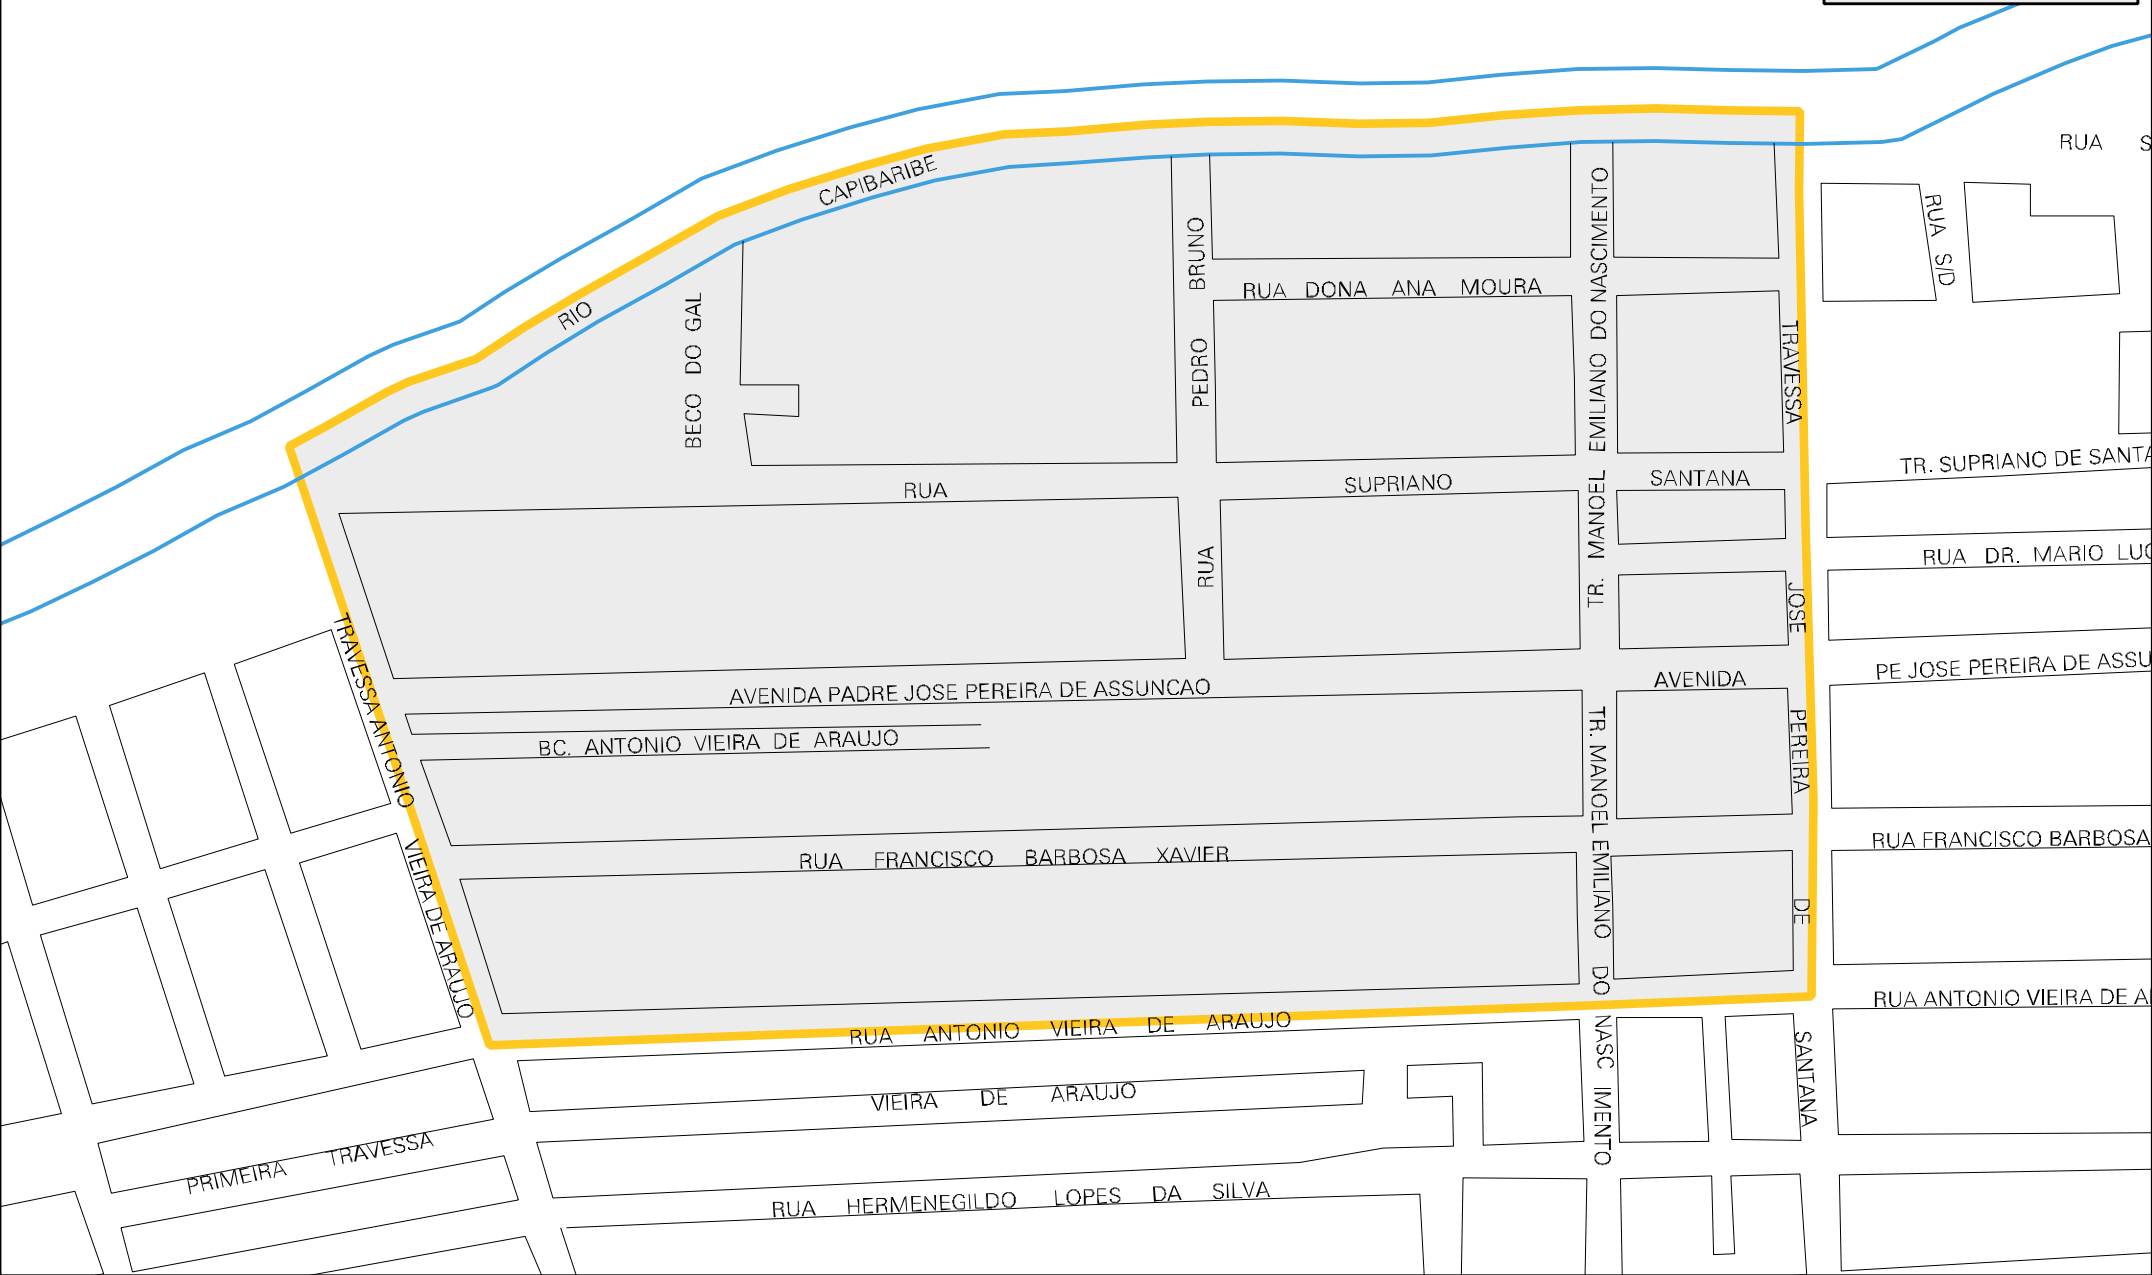 RUA S
CAPIBARIBE
RIO
RUA S/D
BECO DO GAL
RUA PEDRO BRUNO
RUA DONA ANA MOURA
TR. MANOEL EMILIANO DO NASCIMENTO
TRAVESSA JOSE PEREIRA DE SANTANA
TR. SUPRIANO DE SANTA
RUA SUPRIANO SANTANA
RUA DR. MARIO LUC
TRAVESSA ANTONIO VIEIRA DE ARAUJO
PE JOSE PEREIRA DE ASSU
AVENIDA PADRE JOSE PEREIRA DE ASSUNCAO
AVENIDA
BC. ANTONIO VIEIRA DE ARAUJO
TR. MANOEL EMILIANO DO NASC IMENTO
RUA FRANCISCO BARBOSA
RUA FRANCISCO BARBOSA XAVIER
RUA ANTONIO VIEIRA DE A
RUA ANTONIO VIEIRA DE ARAUJO
VIEIRA DE ARAUJO
PRIMEIRA TRAVESSA
RUA HERMENEGILDO LOPES DA SILVA